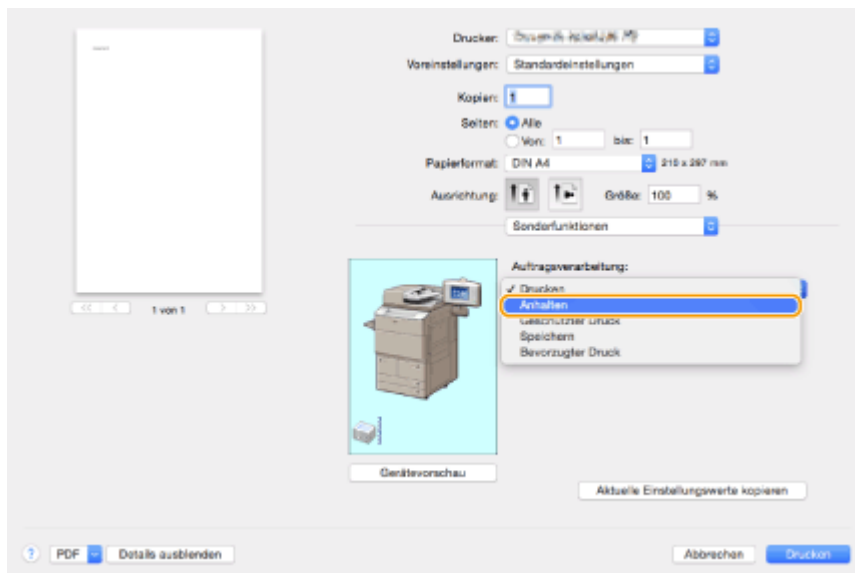 Drucker:
Voreinstellungen: Standardeinstellungen
Kopien: 1
Seiten: Alle
Von: 1 bis: 1
Papierformat: DIN A4 210 x 297 mm
Ausrichtung: Größe: 100 %
Sonderfunktionen
Auftragsverarbeitung:
✓ Drucken
Anhalten
Geschützter Druck
Speichern
Bevorzugter Druck
<< < 1 von 1 > >>
Gerätevorschau
Aktuelle Einstellungswerte kopieren
? PDF Details ausblenden Abbrechen Drucken